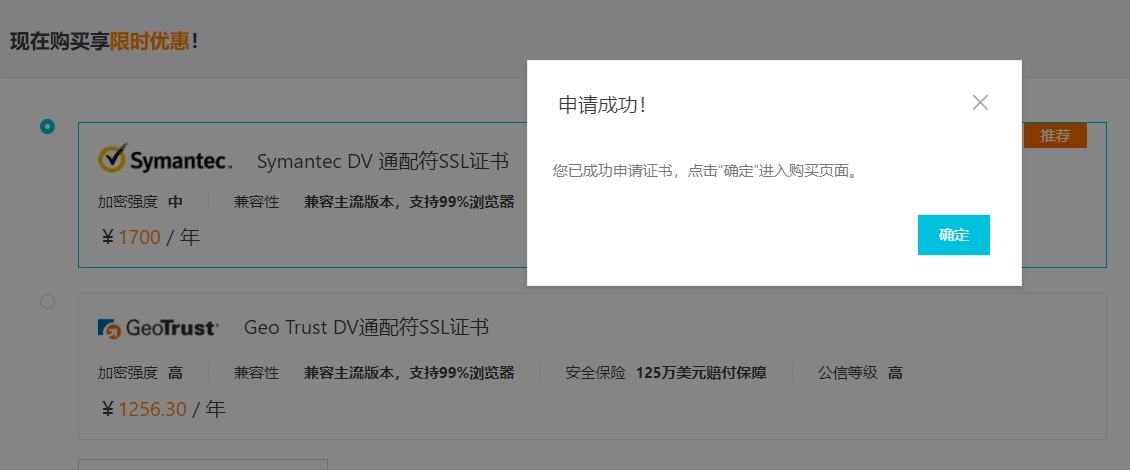 现在购买享限时优惠！
申请成功！
您已成功申请证书，点击“确定”进入购买页面。
确定
推荐
Symantec™ Symantec DV 通配符SSL证书
加密强度 中 兼容性 兼容主流版本，支持99%浏览器
￥1700 / 年
GeoTrust® Geo Trust DV通配符SSL证书
加密强度 高 兼容性 兼容主流版本，支持99%浏览器 安全保险 125万美元赔付保障 公信等级 高
￥1256.30 / 年